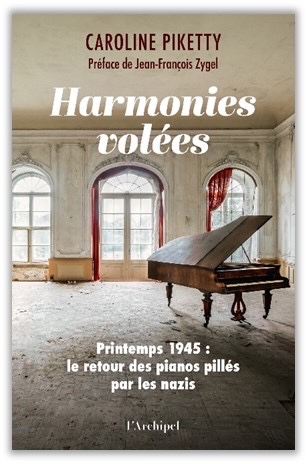 CAROLINE PIKETTY
Préface de Jean-François Zygel
Harmonies
volées
Printemps 1945 :
le retour des pianos pillés
par les nazis
l'Archipel